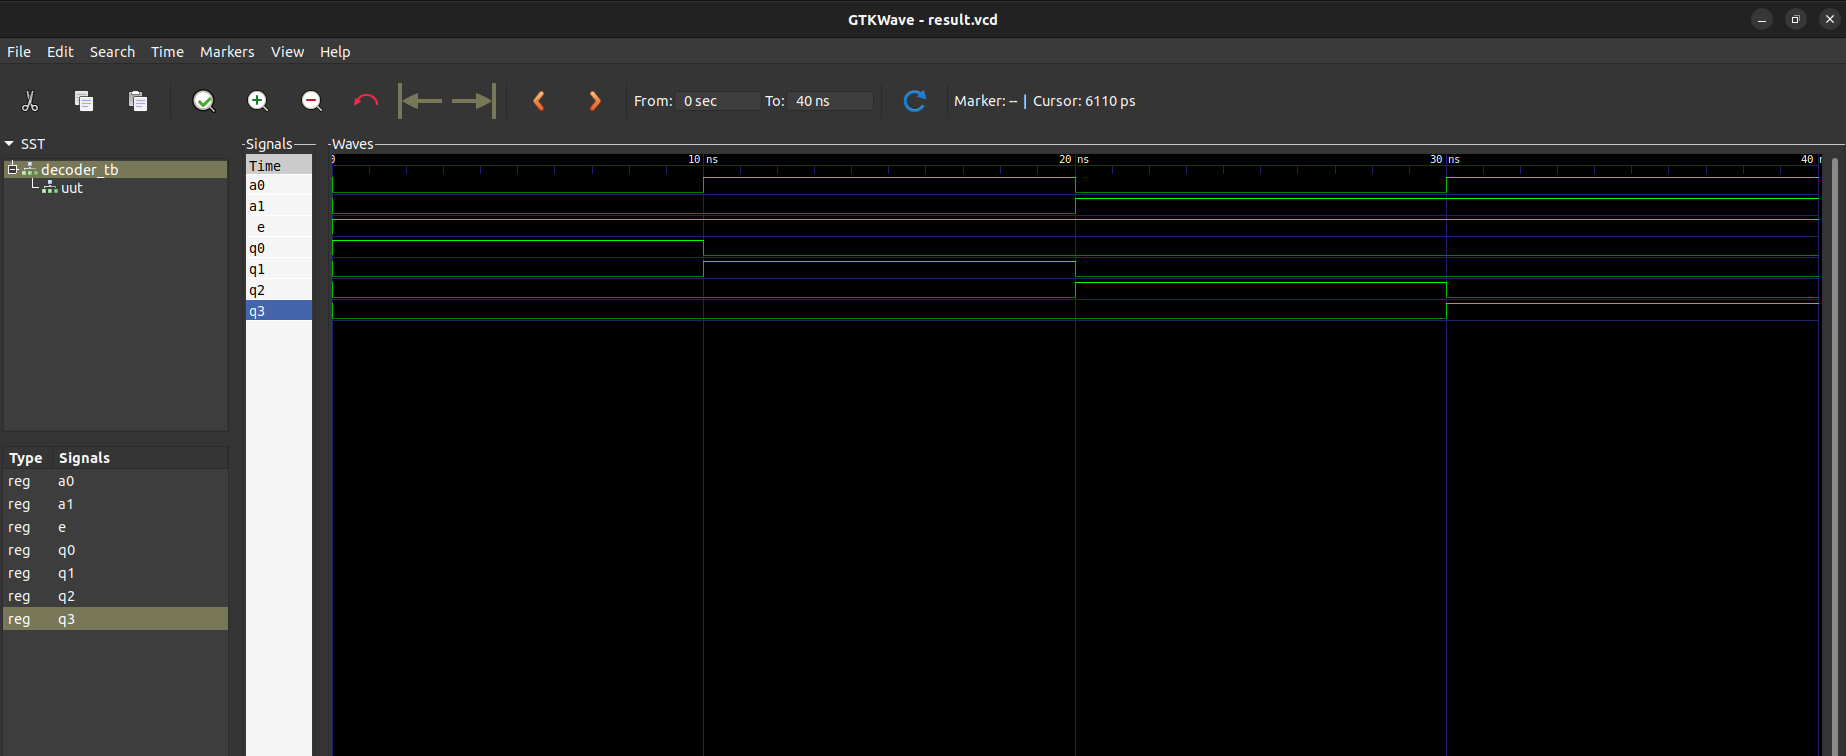 GTKWave - result.vcd
File Edit Search Time Markers View Help
From: 0 sec To: 40 ns Marker: -- | Cursor: 6110 ps
SST
decoder_tb
uut
Signals
Time
a0
a1
e
q0
q1
q2
q3
Waves
0 10 ns 20 ns 30 ns 40
Type Signals
reg a0
reg a1
reg e
reg q0
reg q1
reg q2
reg q3